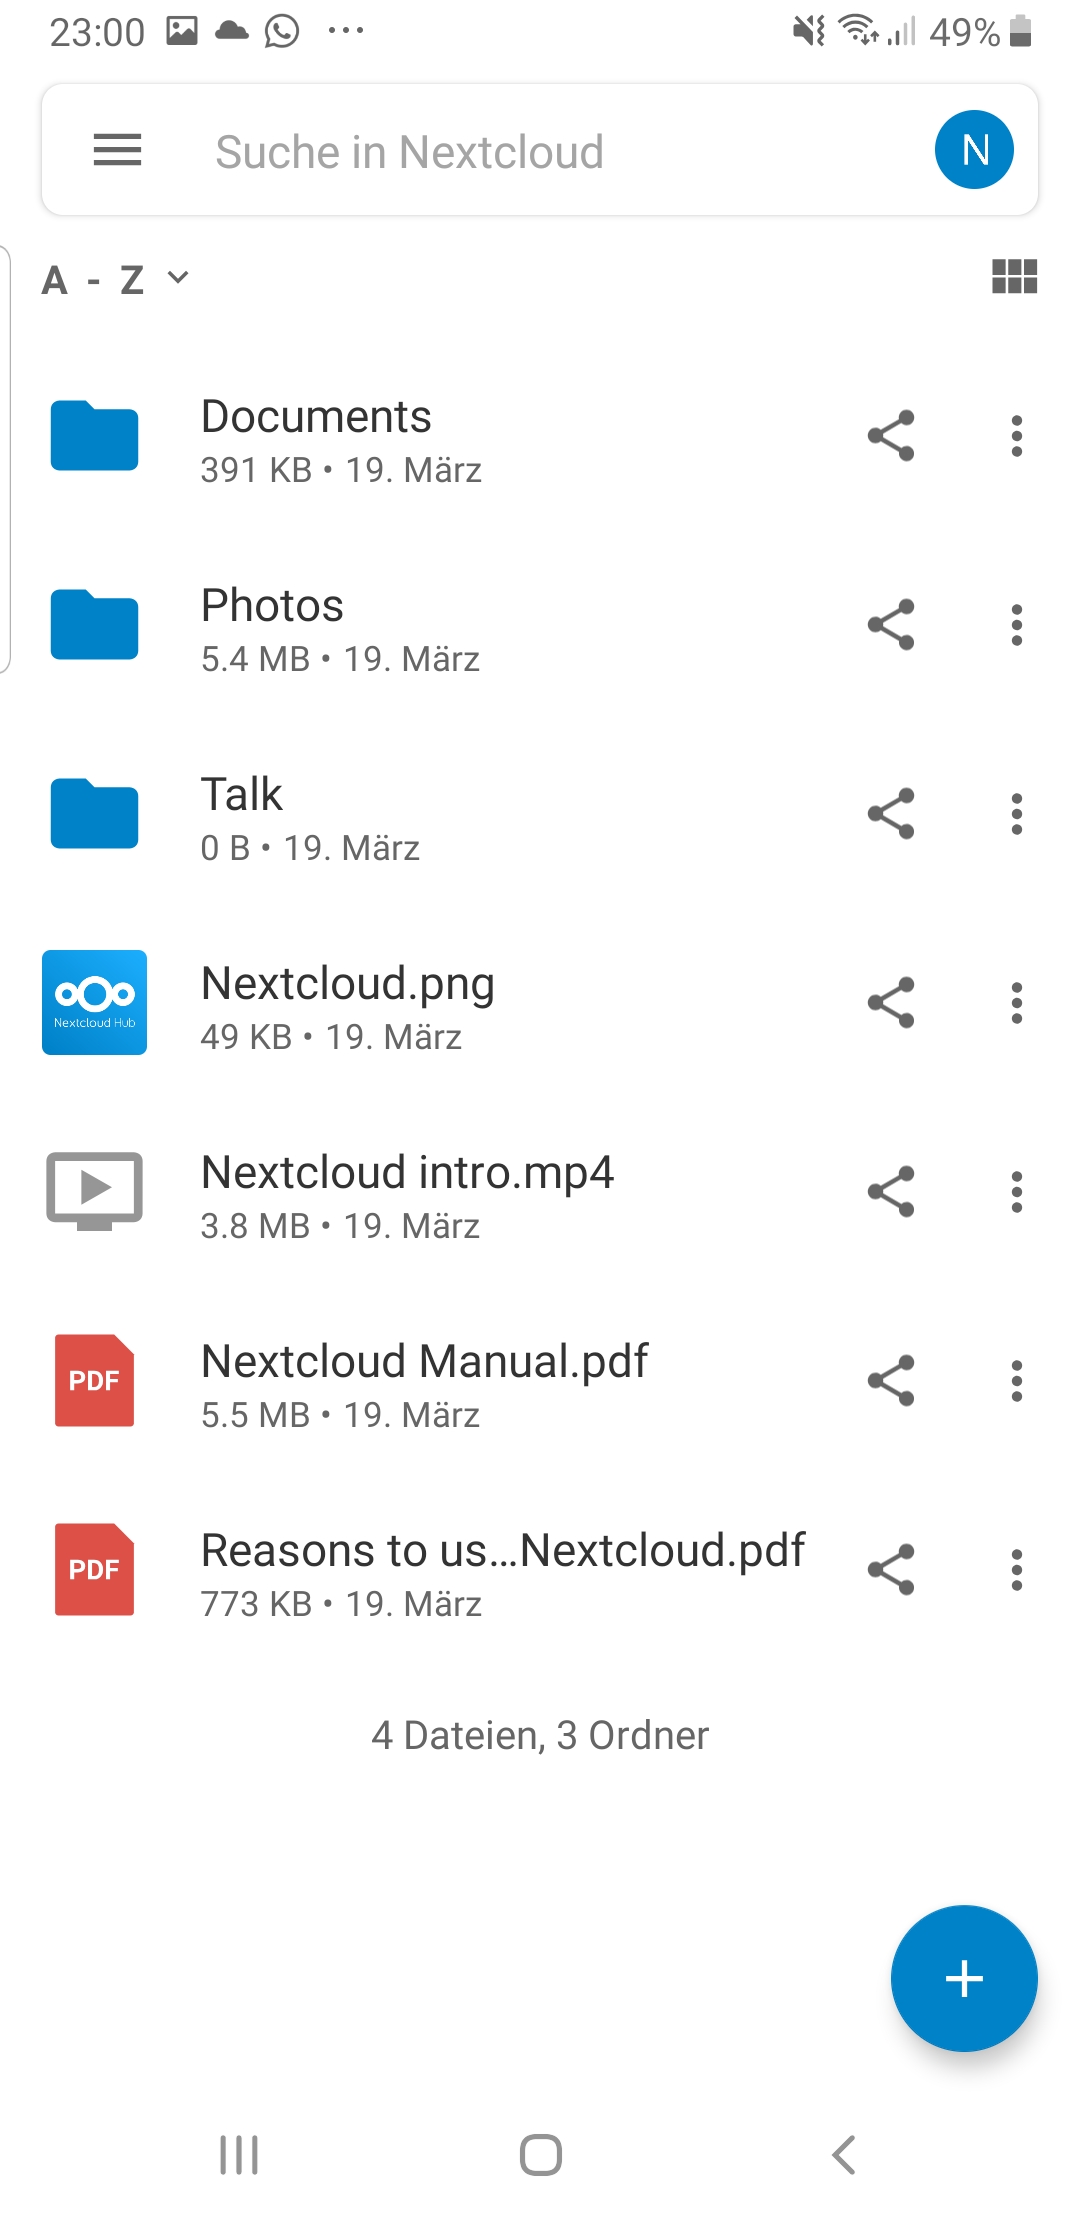 23:00
49%
Suche in Nextcloud
N
A - Z
Documents
391 KB • 19. März
Photos
5.4 MB • 19. März
Talk
0 B • 19. März
Nextcloud Hub
Nextcloud.png
49 KB • 19. März
Nextcloud intro.mp4
3.8 MB • 19. März
PDF
Nextcloud Manual.pdf
5.5 MB • 19. März
PDF
Reasons to us...Nextcloud.pdf
773 KB • 19. März
4 Dateien, 3 Ordner